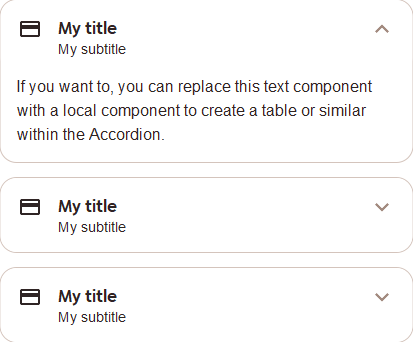 My title
My subtitle
If you want to, you can replace this text component
with a local component to create a table or similar
within the Accordion.
My title
My subtitle
My title
My subtitle